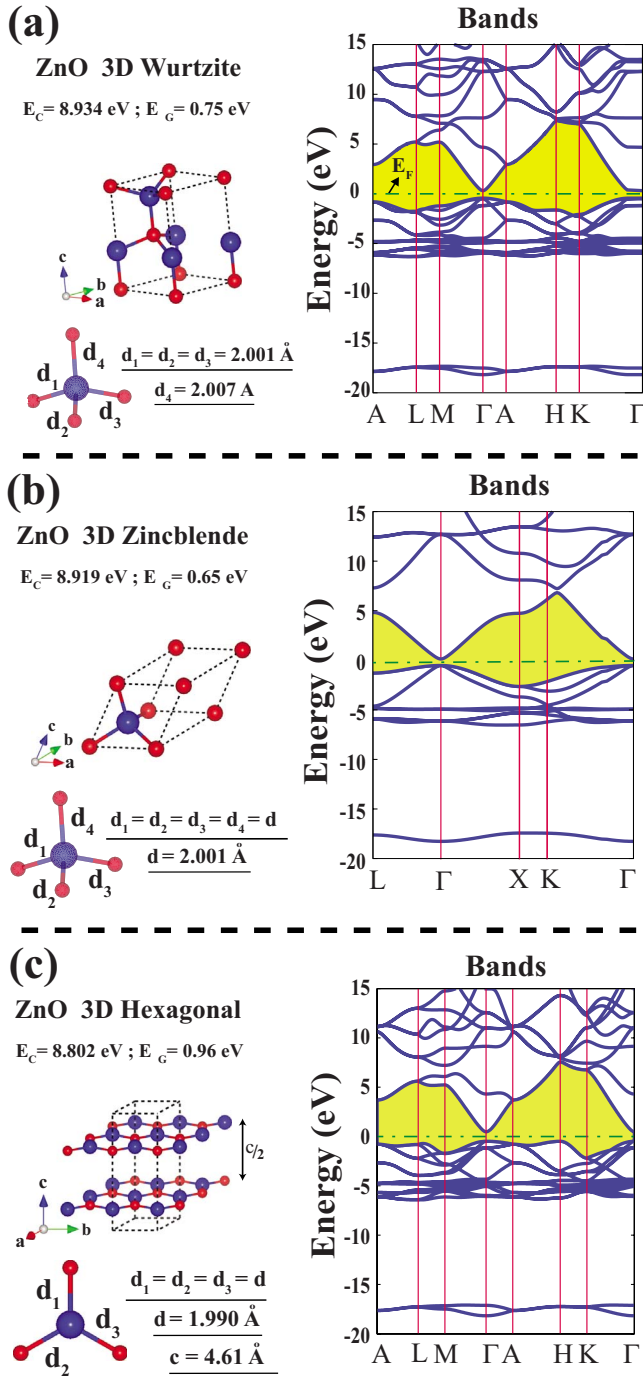 (a)
ZnO 3D Wurtzite
E_C = 8.934 eV ; E_G = 0.75 eV
c
b
a
d₁
d₂
d₃
d₄
d₁ = d₂ = d₃ = 2.001 Å
d₄ = 2.007 A
Bands
Energy (eV)
15
10
5
0
-5
-10
-15
-20
E_F
A L M Γ A H K Γ
(b)
ZnO 3D Zincblende
E_C = 8.919 eV ; E_G = 0.65 eV
c
b
a
d₁
d₂
d₃
d₄
d₁ = d₂ = d₃ = d₄ = d
d = 2.001 Å
Bands
Energy (eV)
15
10
5
0
-5
-10
-15
-20
L Γ X K Γ
(c)
ZnO 3D Hexagonal
E_C = 8.802 eV ; E_G = 0.96 eV
c/2
c
b
a
d₁
d₂
d₃
d₁ = d₂ = d₃ = d
d = 1.990 Å
c = 4.61 Å
Bands
Energy (eV)
15
10
5
0
-5
-10
-15
-20
A L M Γ A H K Γ